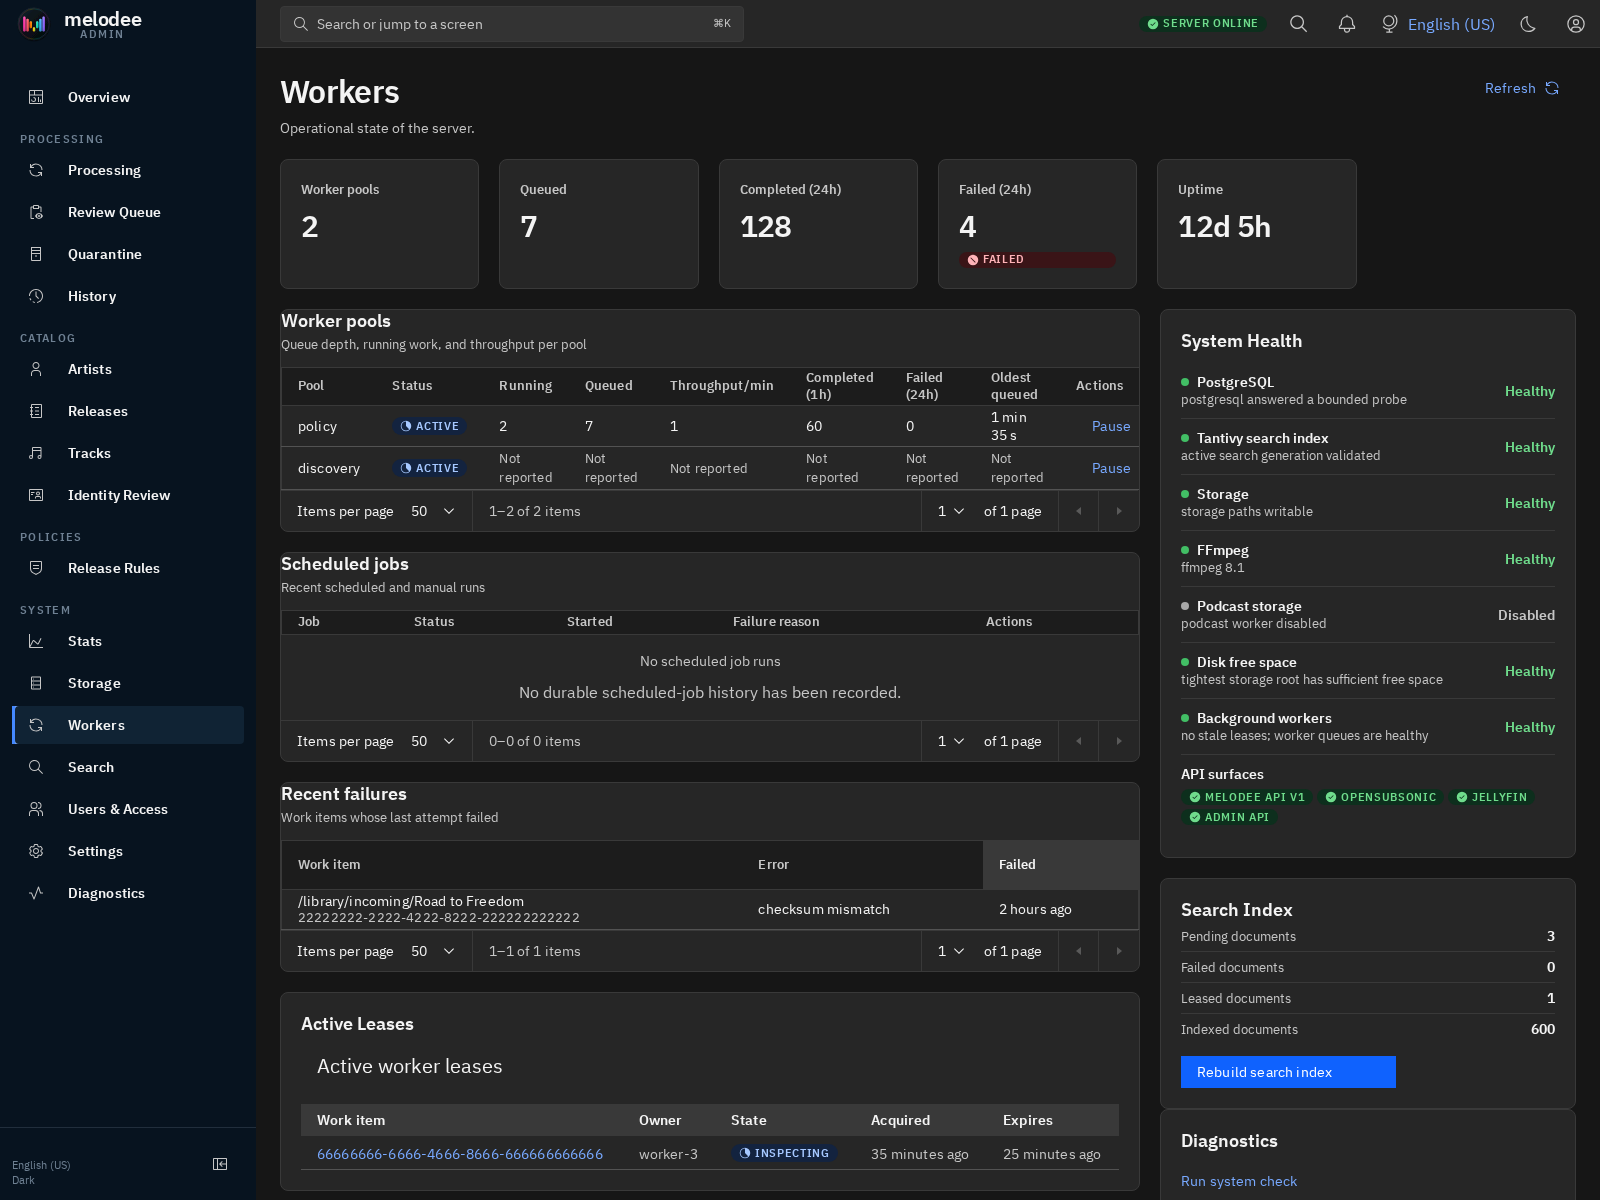 melodee
ADMIN
Search or jump to a screen
⌘K
SERVER ONLINE
English (US)
Overview
PROCESSING
Processing
Review Queue
Quarantine
History
CATALOG
Artists
Releases
Tracks
Identity Review
POLICIES
Release Rules
SYSTEM
Stats
Storage
Workers
Search
Users & Access
Settings
Diagnostics
English (US)
Dark
Workers
Refresh
Operational state of the server.
Worker pools
2
Queued
7
Completed (24h)
128
Failed (24h)
4
FAILED
Uptime
12d 5h
Worker pools
Queue depth, running work, and throughput per pool
Pool Status Running Queued Throughput/min Completed (1h) Failed (24h) Oldest queued Actions
policy ACTIVE 2 7 1 60 0 1 min 35 s Pause
discovery ACTIVE Not reported Not reported Not reported Not reported Not reported Not reported Pause
Items per page 50 1–2 of 2 items 1 of 1 page
Scheduled jobs
Recent scheduled and manual runs
Job Status Started Failure reason Actions
No scheduled job runs
No durable scheduled-job history has been recorded.
Items per page 50 0–0 of 0 items 1 of 1 page
Recent failures
Work items whose last attempt failed
Work item Error Failed
/library/incoming/Road to Freedom
22222222-2222-4222-8222-222222222222
checksum mismatch
2 hours ago
Items per page 50 1–1 of 1 items 1 of 1 page
Active Leases
Active worker leases
Work item Owner State Acquired Expires
66666666-6666-4666-8666-666666666666 worker-3 INSPECTING 35 minutes ago 25 minutes ago
System Health
PostgreSQL
postgresql answered a bounded probe
Healthy
Tantivy search index
active search generation validated
Healthy
Storage
storage paths writable
Healthy
FFmpeg
ffmpeg 8.1
Healthy
Podcast storage
podcast worker disabled
Disabled
Disk free space
tightest storage root has sufficient free space
Healthy
Background workers
no stale leases; worker queues are healthy
Healthy
API surfaces
MELODEE API V1 OPENSUBSONIC JELLYFIN
ADMIN API
Search Index
Pending documents 3
Failed documents 0
Leased documents 1
Indexed documents 600
Rebuild search index
Diagnostics
Run system check